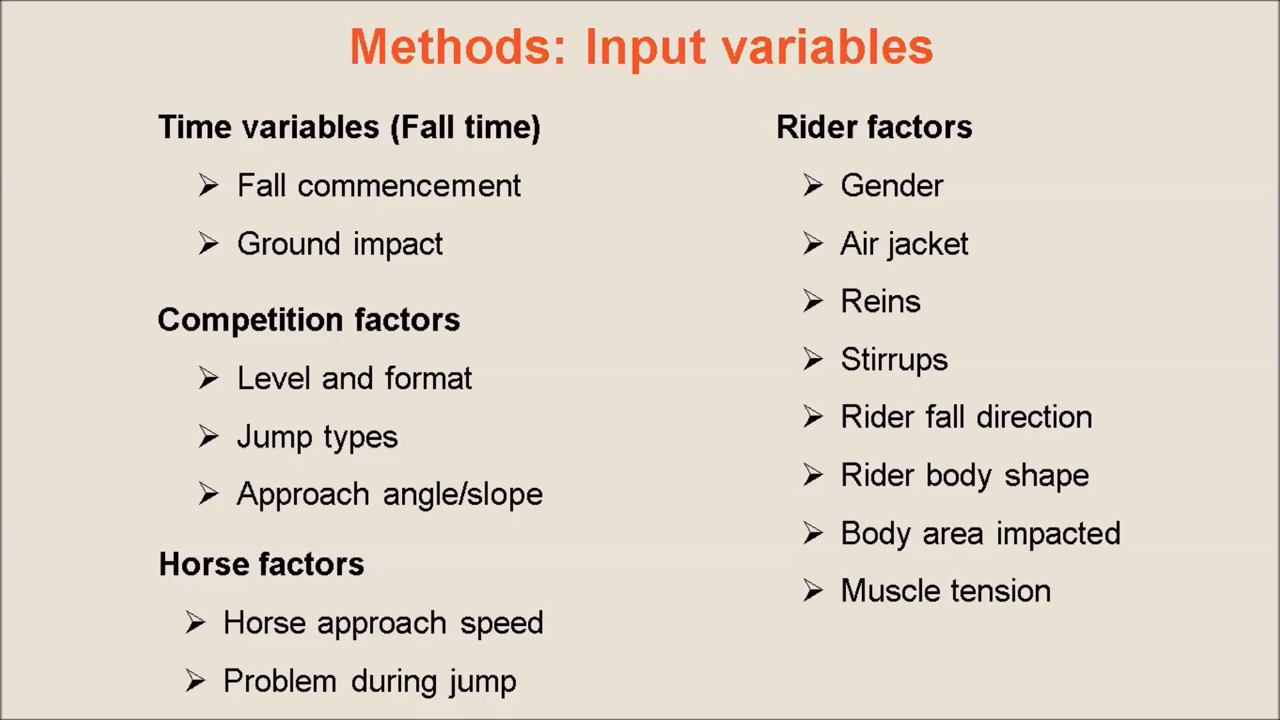 Methods: Input variables
Time variables (Fall time)
Fall commencement
Ground impact
Competition factors
Level and format
Jump types
Approach angle/slope
Horse factors
Horse approach speed
Problem during jump
Rider factors
Gender
Air jacket
Reins
Stirrups
Rider fall direction
Rider body shape
Body area impacted
Muscle tension